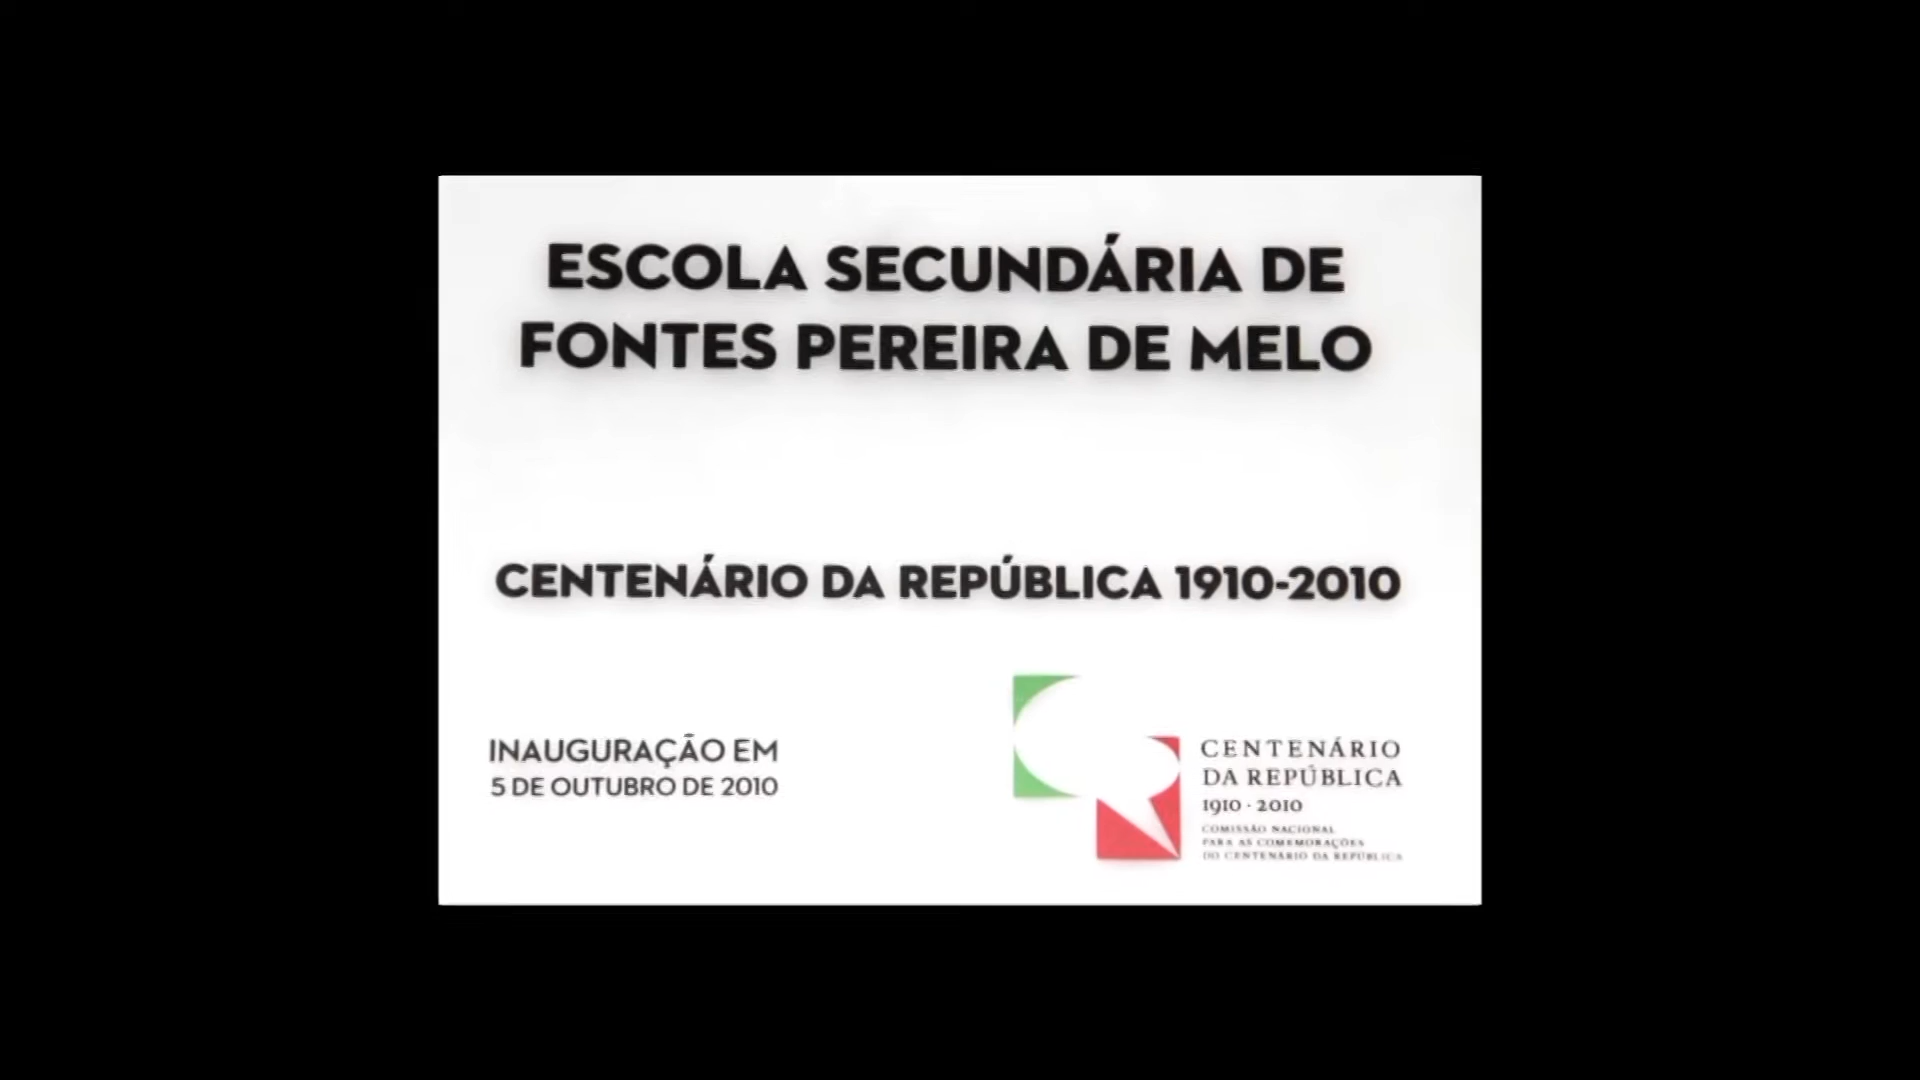 ESCOLA SECUNDÁRIA DE
FONTES PEREIRA DE MELO
CENTENÁRIO DA REPÚBLICA 1910-2010
INAUGURAÇÃO EM
5 DE OUTUBRO DE 2010
CENTENÁRIO
DA REPÚBLICA
1910 · 2010
COMISSÃO NACIONAL
PARA AS COMEMORAÇÕES
DO CENTENÁRIO DA REPÚBLICA